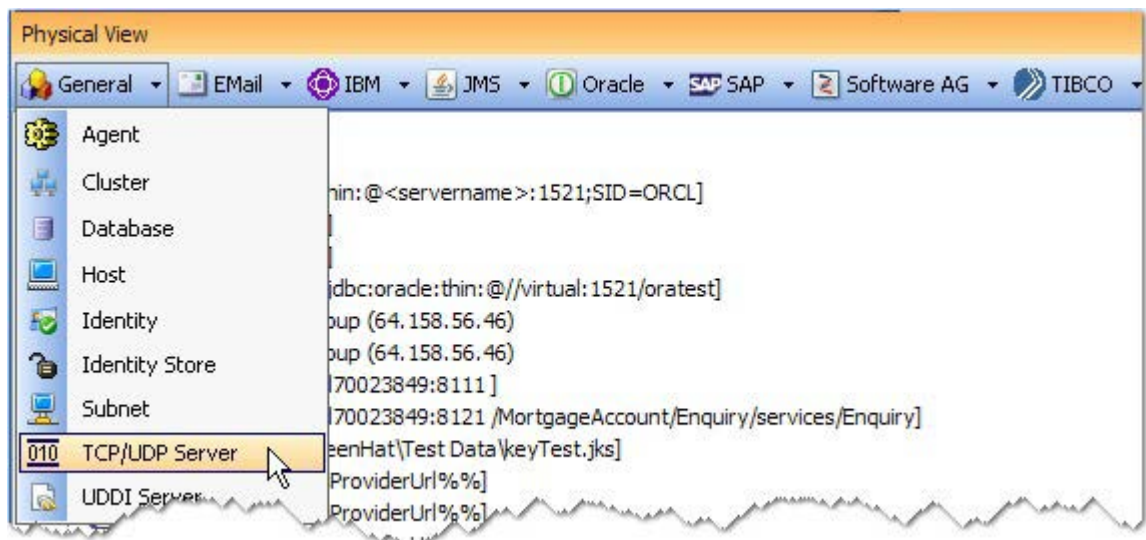 Physical View
General EMail IBM JMS Oracle SAP SAP Software AG TIBCO
Agent
Cluster
hin:@<servername>:1521;SID=ORCL]
Database
]
]
Host
jdbc:oracle:thin:@//virtual:1521/oratest]
Identity
oup (64.158.56.46)
Identity Store
oup (64.158.56.46)
l70023849:8111]
Subnet
l70023849:8121 /MortgageAccount/Enquiry/services/Enquiry]
010 TCP/UDP Server
eenHat\Test Data\keyTest.jks]
ProviderUrl%%]
UDDI Server
ProviderUrl%%]